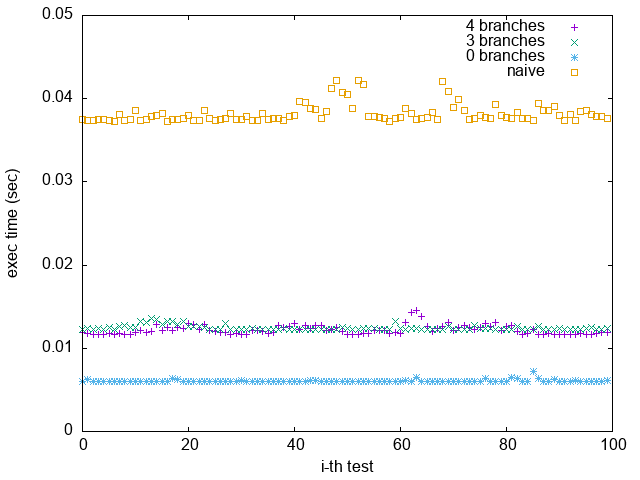 0.05
0.04
0.03
0.02
0.01
0
0 20 40 60 80 100
exec time (sec)
i-th test
4 branches
3 branches
0 branches
naive